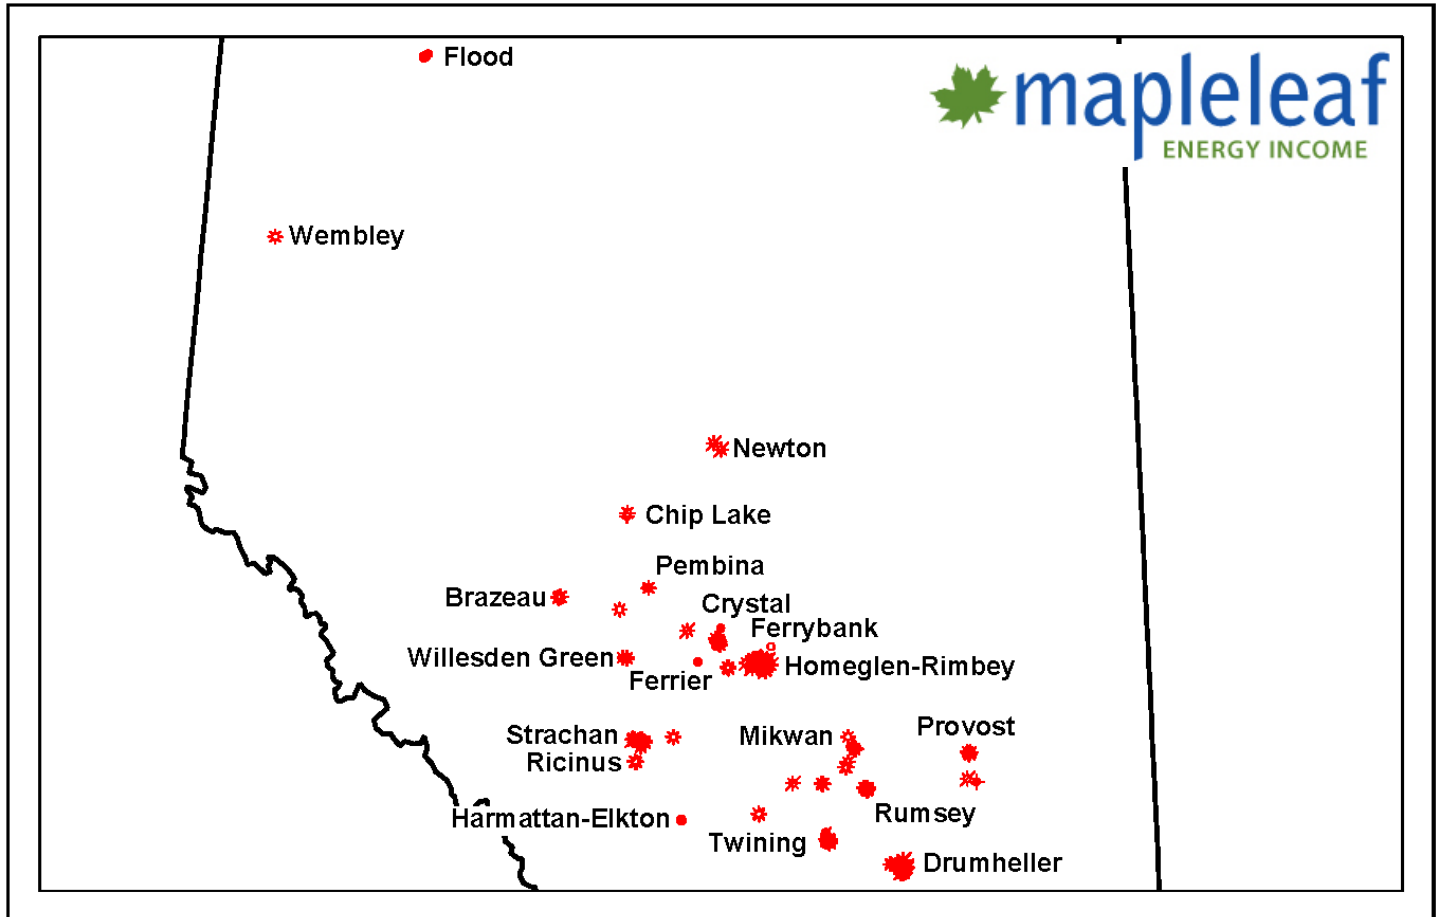 Flood
mapleleaf
ENERGY INCOME
Wembley
Newton
Chip Lake
Pembina
Brazeau
Crystal
Ferrybank
Willesden Green
Homeglen-Rimbey
Ferrier
Provost
Strachan
Mikwan
Ricinus
Rumsey
Harmattan-Elkton
Twining
Drumheller